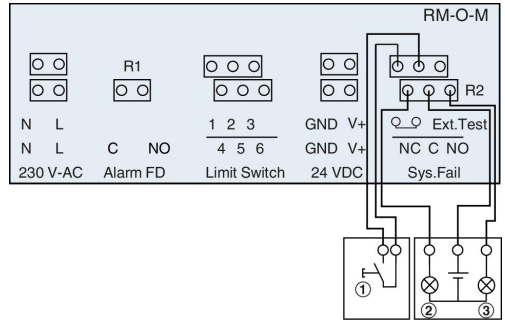 RM-O-M
R1
R2
N L 1 2 3 GND V+ Ext.Test
N L C NO 4 5 6 GND V+ NC C NO
230 V-AC Alarm FD Limit Switch 24 VDC Sys.Fail
1
2 3